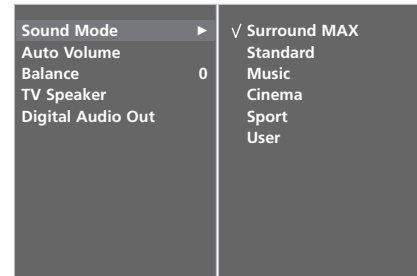 Sound Mode ►
Auto Volume
Balance 0
TV Speaker
Digital Audio Out
√ Surround MAX
Standard
Music
Cinema
Sport
User